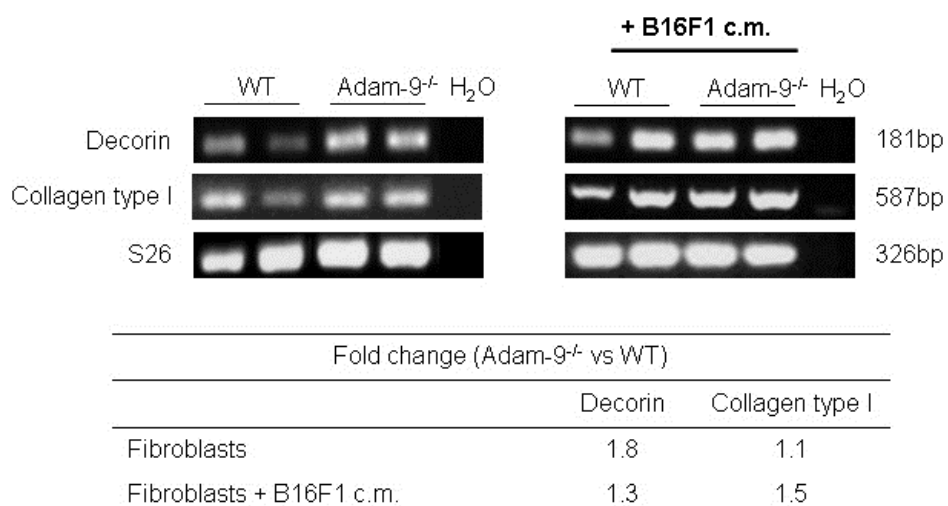 + B16F1 c.m.
WT Adam-9-/- H2O WT Adam-9-/- H2O
Decorin 181bp
Collagen type I 587bp
S26 326bp
Fold change (Adam-9-/- vs WT)
Decorin Collagen type I
Fibroblasts 1.8 1.1
Fibroblasts + B16F1 c.m. 1.3 1.5